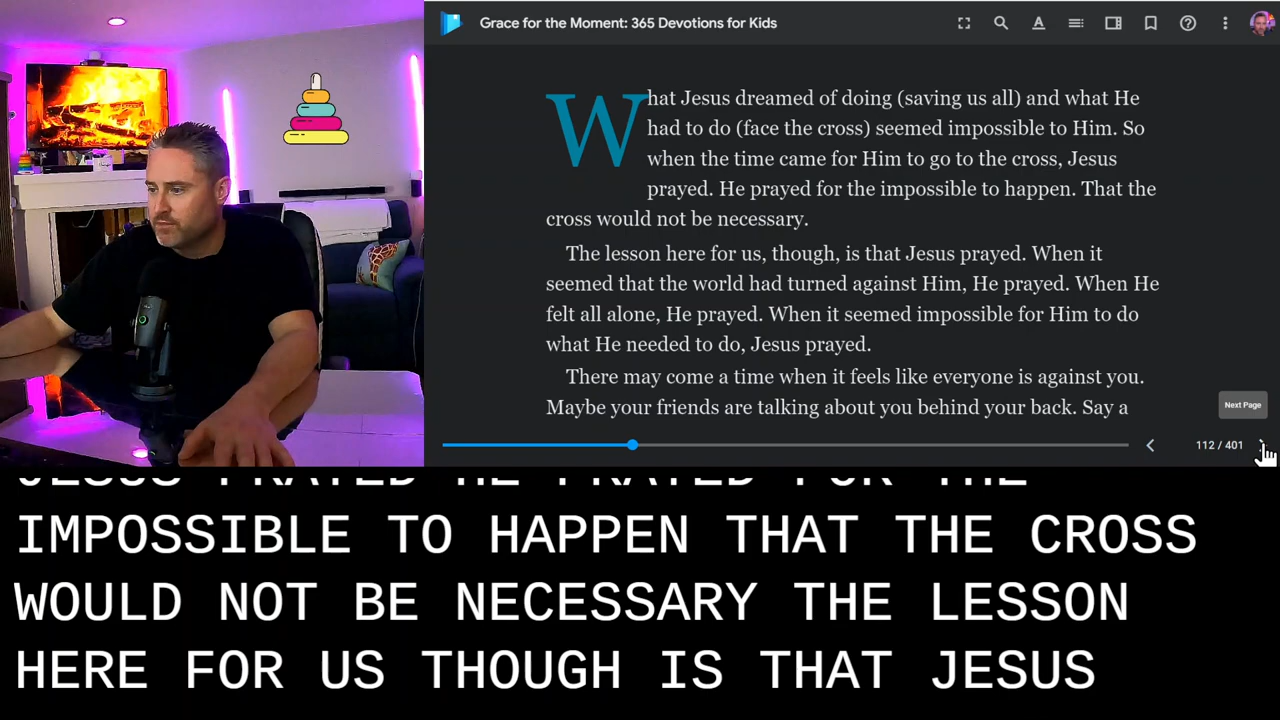 Grace for the Moment: 365 Devotions for Kids
What Jesus dreamed of doing (saving us all) and what He
had to do (face the cross) seemed impossible to Him. So
when the time came for Him to go to the cross, Jesus
prayed. He prayed for the impossible to happen. That the
cross would not be necessary.
The lesson here for us, though, is that Jesus prayed. When it
seemed that the world had turned against Him, He prayed. When He
felt all alone, He prayed. When it seemed impossible for Him to do
what He needed to do, Jesus prayed.
There may come a time when it feels like everyone is against you.
Maybe your friends are talking about you behind your back. Say a
Next Page
112 / 401
JESUS PRAYED HE PRAYED FOR THE
IMPOSSIBLE TO HAPPEN THAT THE CROSS
WOULD NOT BE NECESSARY THE LESSON
HERE FOR US THOUGH IS THAT JESUS